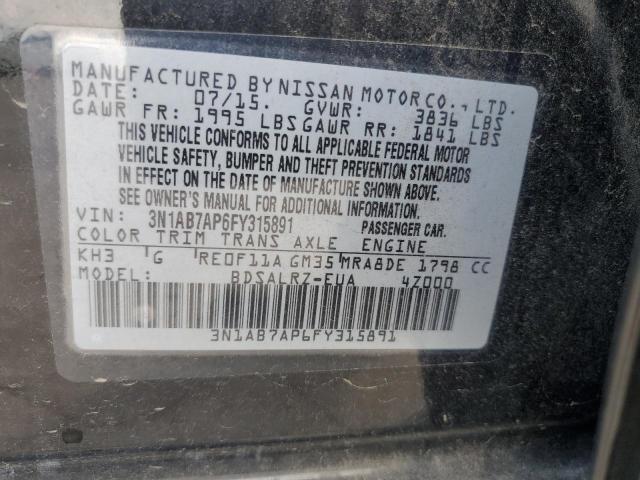 MANUFACTURED BY NISSAN MOTOR CO., LTD.
DATE: 07/15. GVWR: 3836 LBS
GAWR FR: 1995 LBS GAWR RR: 1841 LBS
THIS VEHICLE CONFORMS TO ALL APPLICABLE FEDERAL MOTOR
VEHICLE SAFETY, BUMPER AND THEFT PREVENTION STANDARDS
IN EFFECT ON THE DATE OF MANUFACTURE SHOWN ABOVE.
SEE OWNER'S MANUAL FOR ADDITIONAL INFORMATION.
VIN: 3N1AB7AP6FY315891 PASSENGER CAR.
COLOR TRIM TRANS AXLE ENGINE
KH3 G RE0F11A GM35 MRA8DE 1798 CC
MODEL: BDSALRZ-EUA 4Z000
3N1AB7AP6FY315891